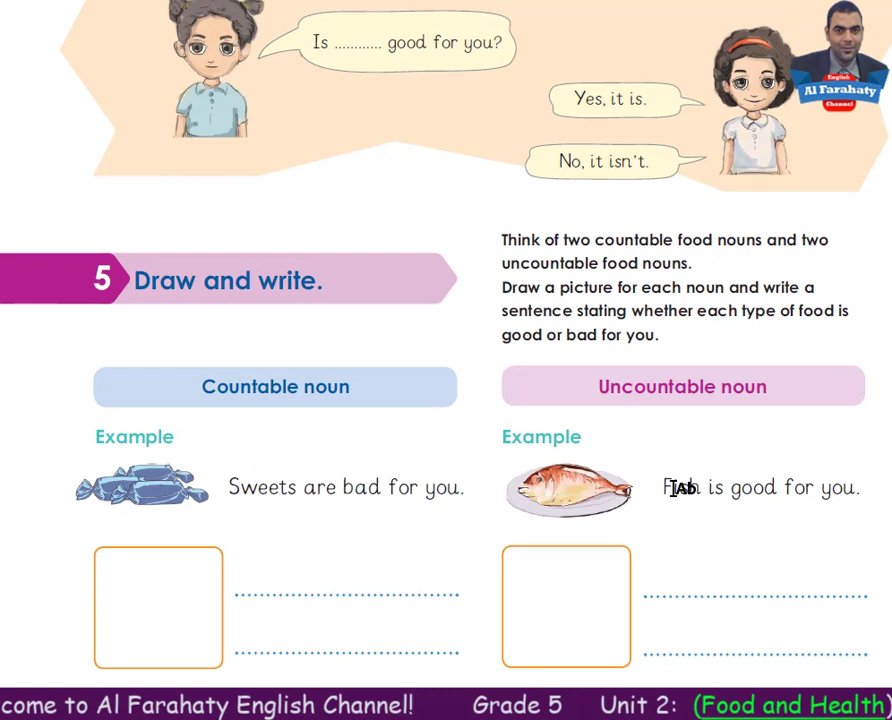 Is ............ good for you?
Yes, it is.
English
Al Farahaty
Channel
No, it isn't.
5 Draw and write.
Think of two countable food nouns and two
uncountable food nouns.
Draw a picture for each noun and write a
sentence stating whether each type of food is
good or bad for you.
Countable noun
Uncountable noun
Example
Example
Sweets are bad for you.
Fish is good for you.
come to Al Farahaty English Channel! Grade 5 Unit 2: (Food and Health)